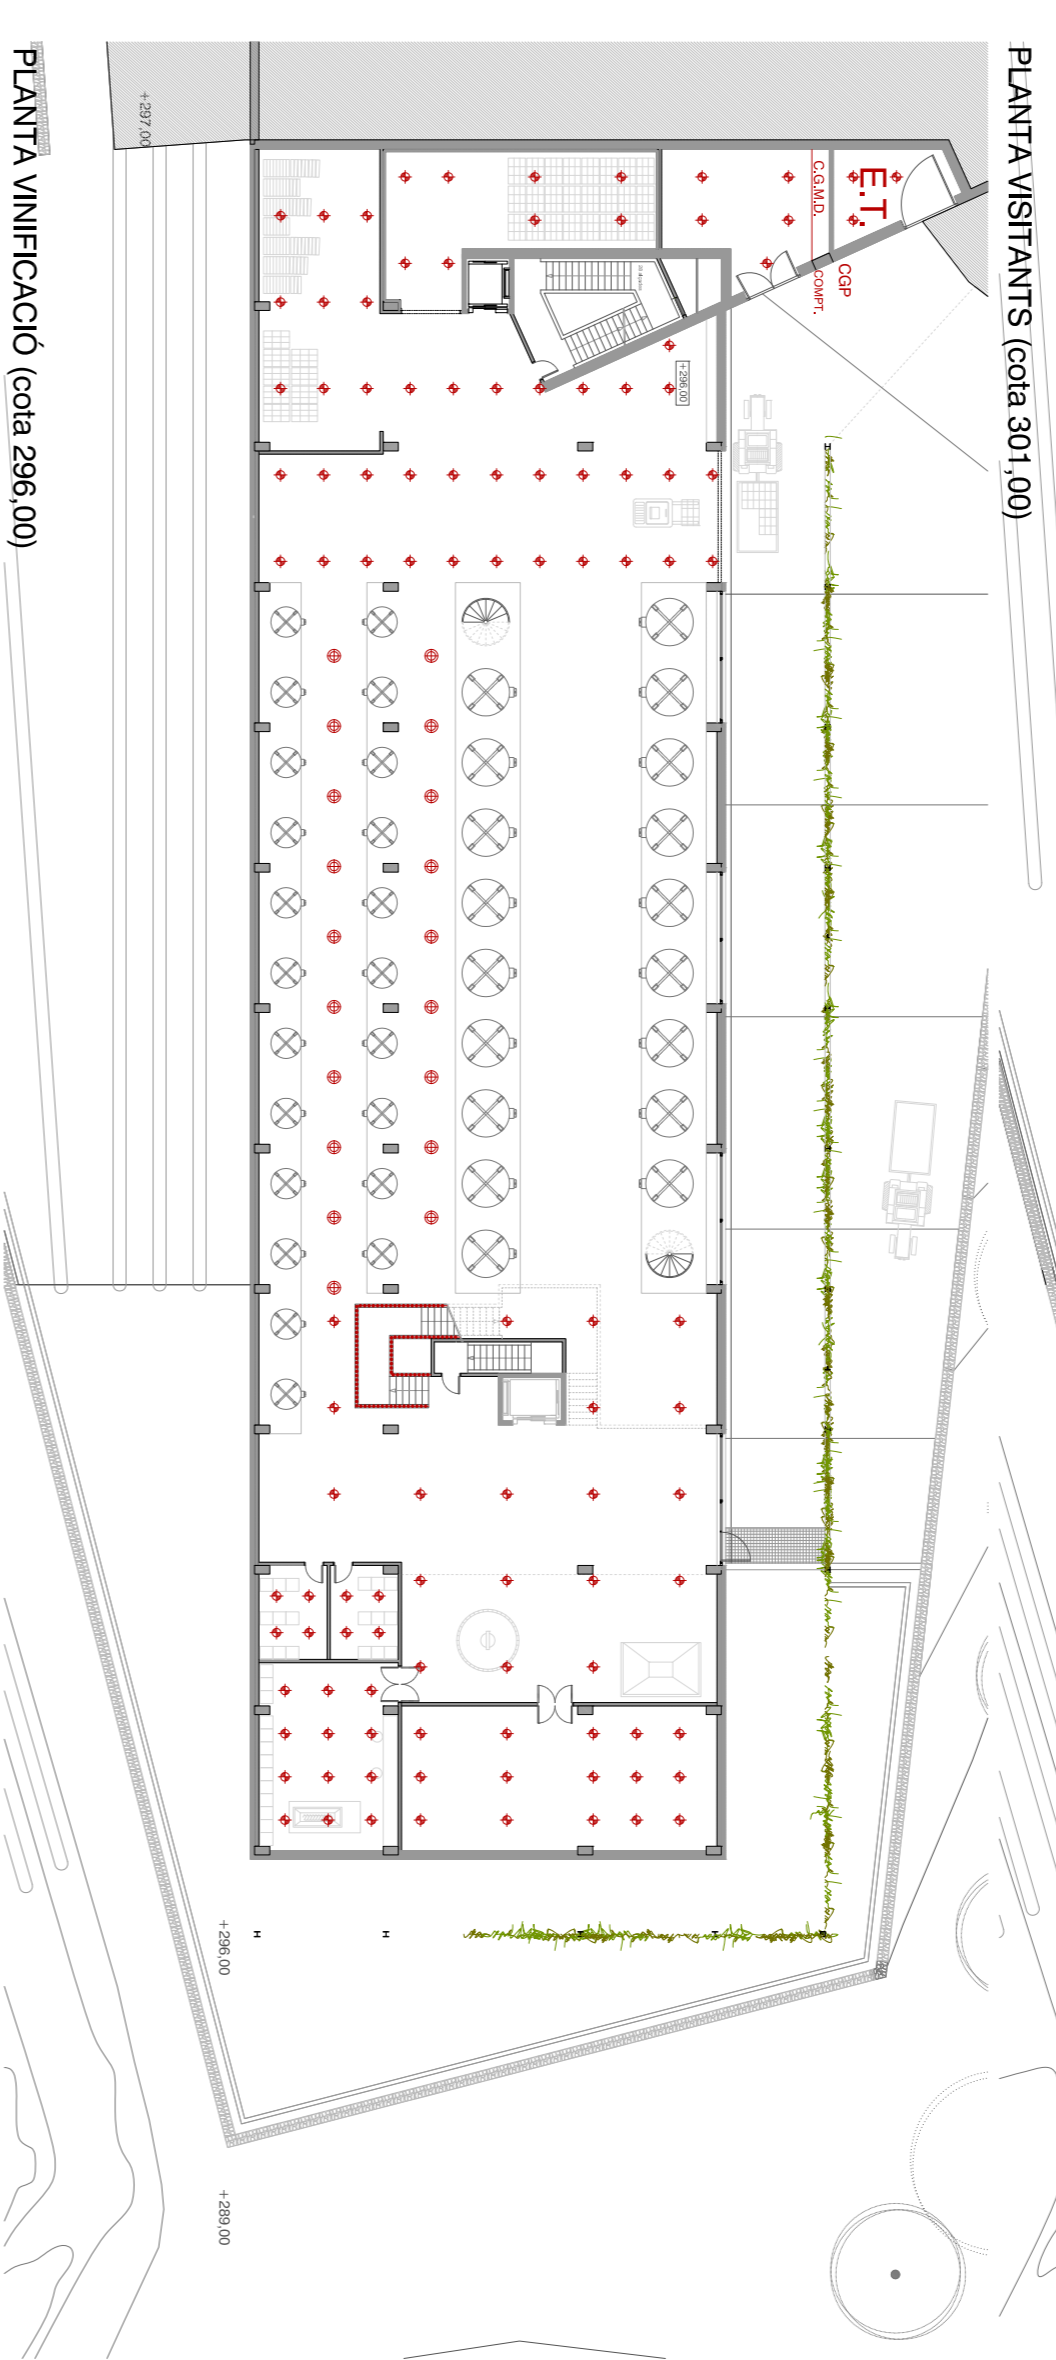 PLANTA VISITANTS (cota 301,00)
E.T.
C.G.M.D.
CGP
COMPT.
+297,00
+296,00
+296,00
+289,00
PLANTA VINIFICACIÓ (cota 296,00)